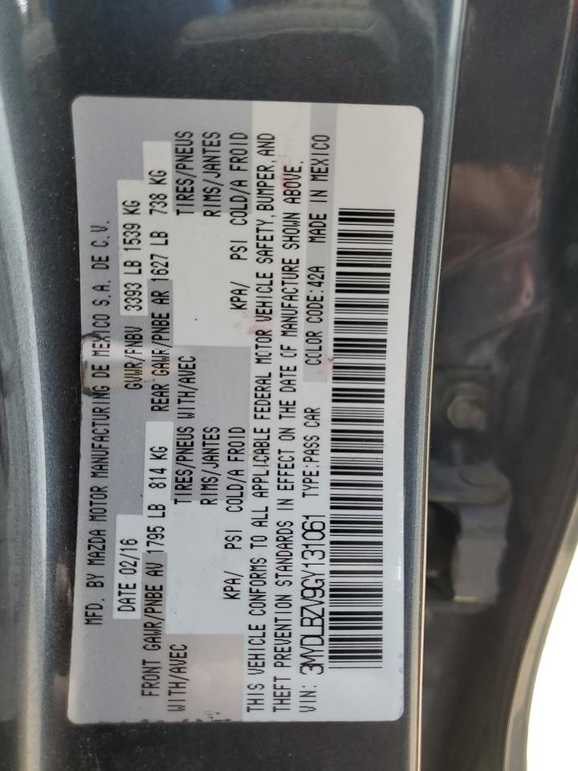 MFD. BY MAZDA MOTOR MANUFACTURING DE MEXICO S.A. DE C.V.
DATE 02/16 GVWR/PNBV 3393 LB 1539 KG
FRONT GAWR/PNBE AV 1795 LB 814 KG REAR GAWR/PNBE AR 1627 LB 738 KG
WITH/AVEC TIRES/PNEUS WITH/AVEC TIRES/PNEUS
RIMS/JANTES RIMS/JANTES
KPA/ PSI COLD/A FROID KPA/ PSI COLD/A FROID
THIS VEHICLE CONFORMS TO ALL APPLICABLE FEDERAL MOTOR VEHICLE SAFETY, BUMPER, AND
THEFT PREVENTION STANDARDS IN EFFECT ON THE DATE OF MANUFACTURE SHOWN ABOVE.
VIN: 3MYDLBZV9GY131061 TYPE:PASS CAR COLOR CODE:42A MADE IN MEXICO